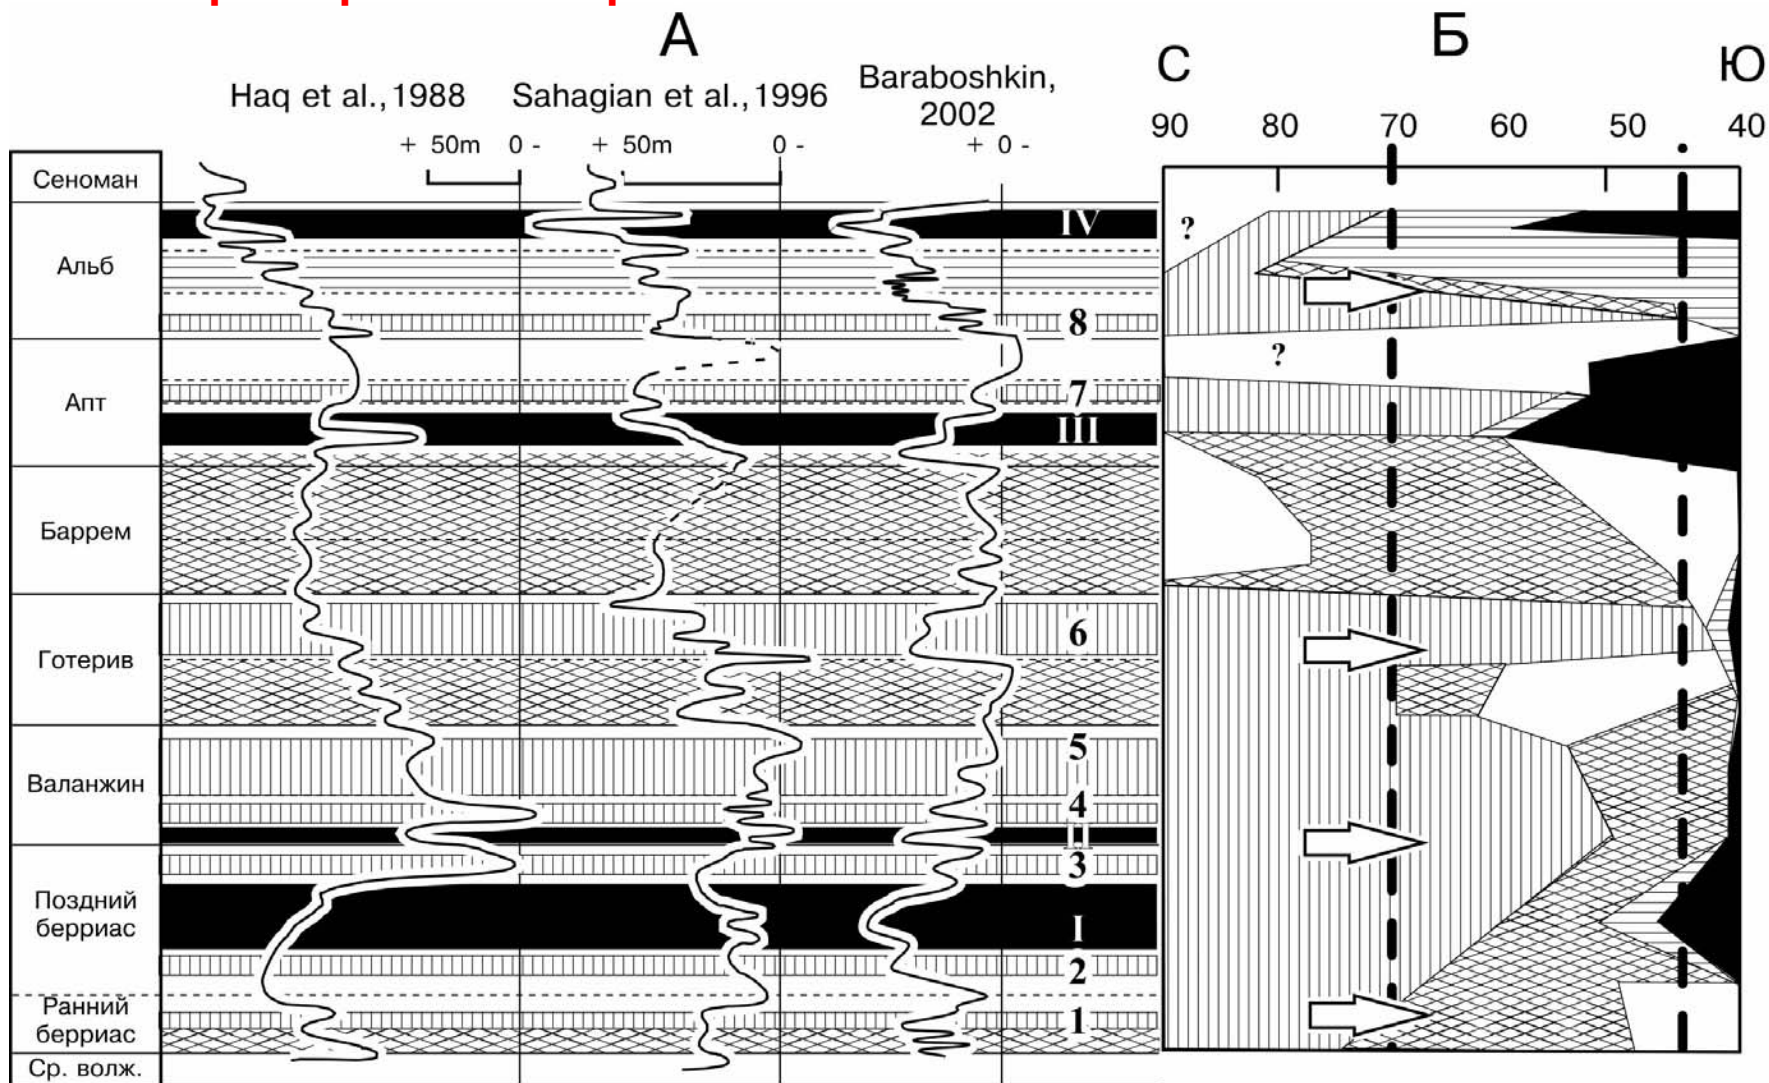 А
Б
С
Ю
Haq et al., 1988
Sahagian et al., 1996
Baraboshkin,
2002
+ 50m 0 -
+ 50m 0 -
+ 0 -
90 80 70 60 50 40
Сеноман
IV
?
Альб
8
?
Апт
7
III
Баррем
6
Готерив
5
Валанжин
4
II
3
Поздний
берриас
I
2
Ранний
берриас
1
Ср. волж.